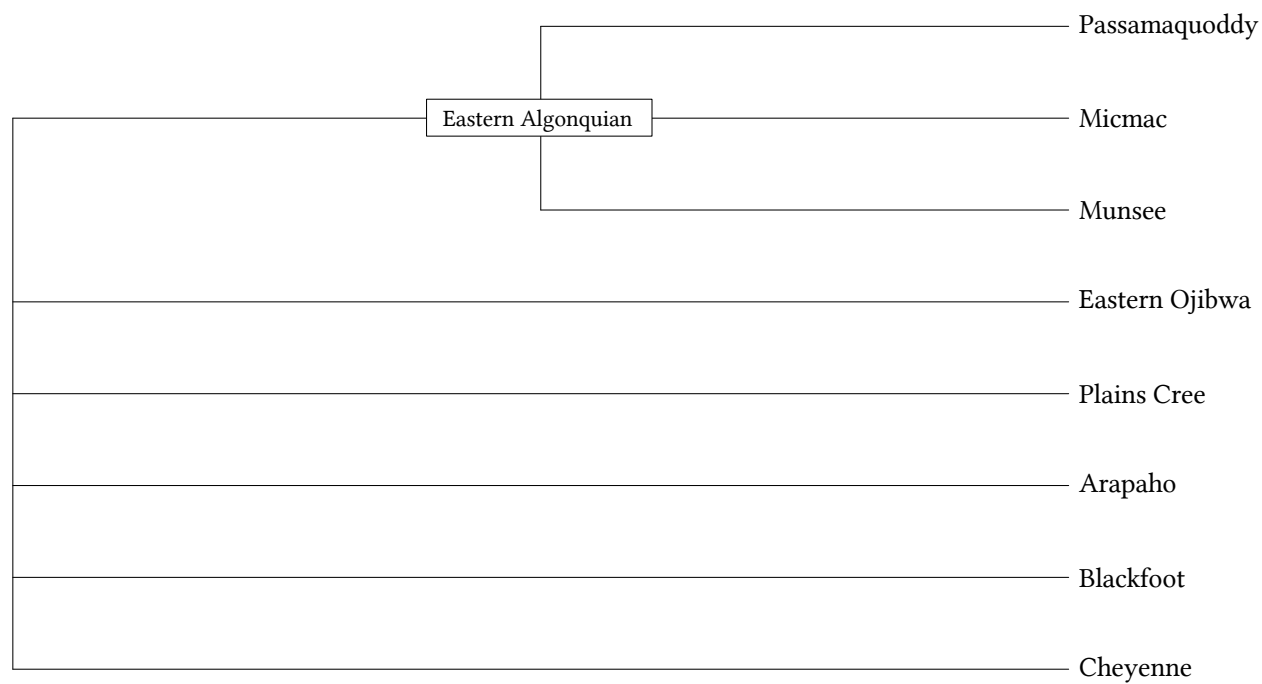 Passamaquoddy
Eastern Algonquian
Micmac
Munsee
Eastern Ojibwa
Plains Cree
Arapaho
Blackfoot
Cheyenne